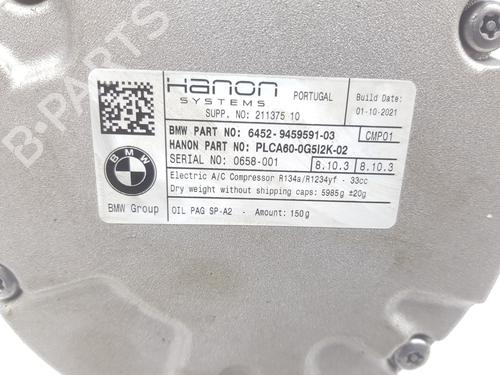 B-PARTS
Hanon
SYSTEMS
PORTUGAL
Build Date:
01-10-2021
SUPP. NO: 211375 10
BMW PART NO: 6452- 9459591-03
CMP01
HANON PART NO: PLCA60-0G5I2K-02
SERIAL NO: 0658-001
8.10.3
8.10.3
Electric A/C Compressor R134a/R1234yf - 33cc
Dry weight without shipping caps: 5985g ±20g
BMW
BMW Group
OIL PAG SP-A2 - Amount: 150g